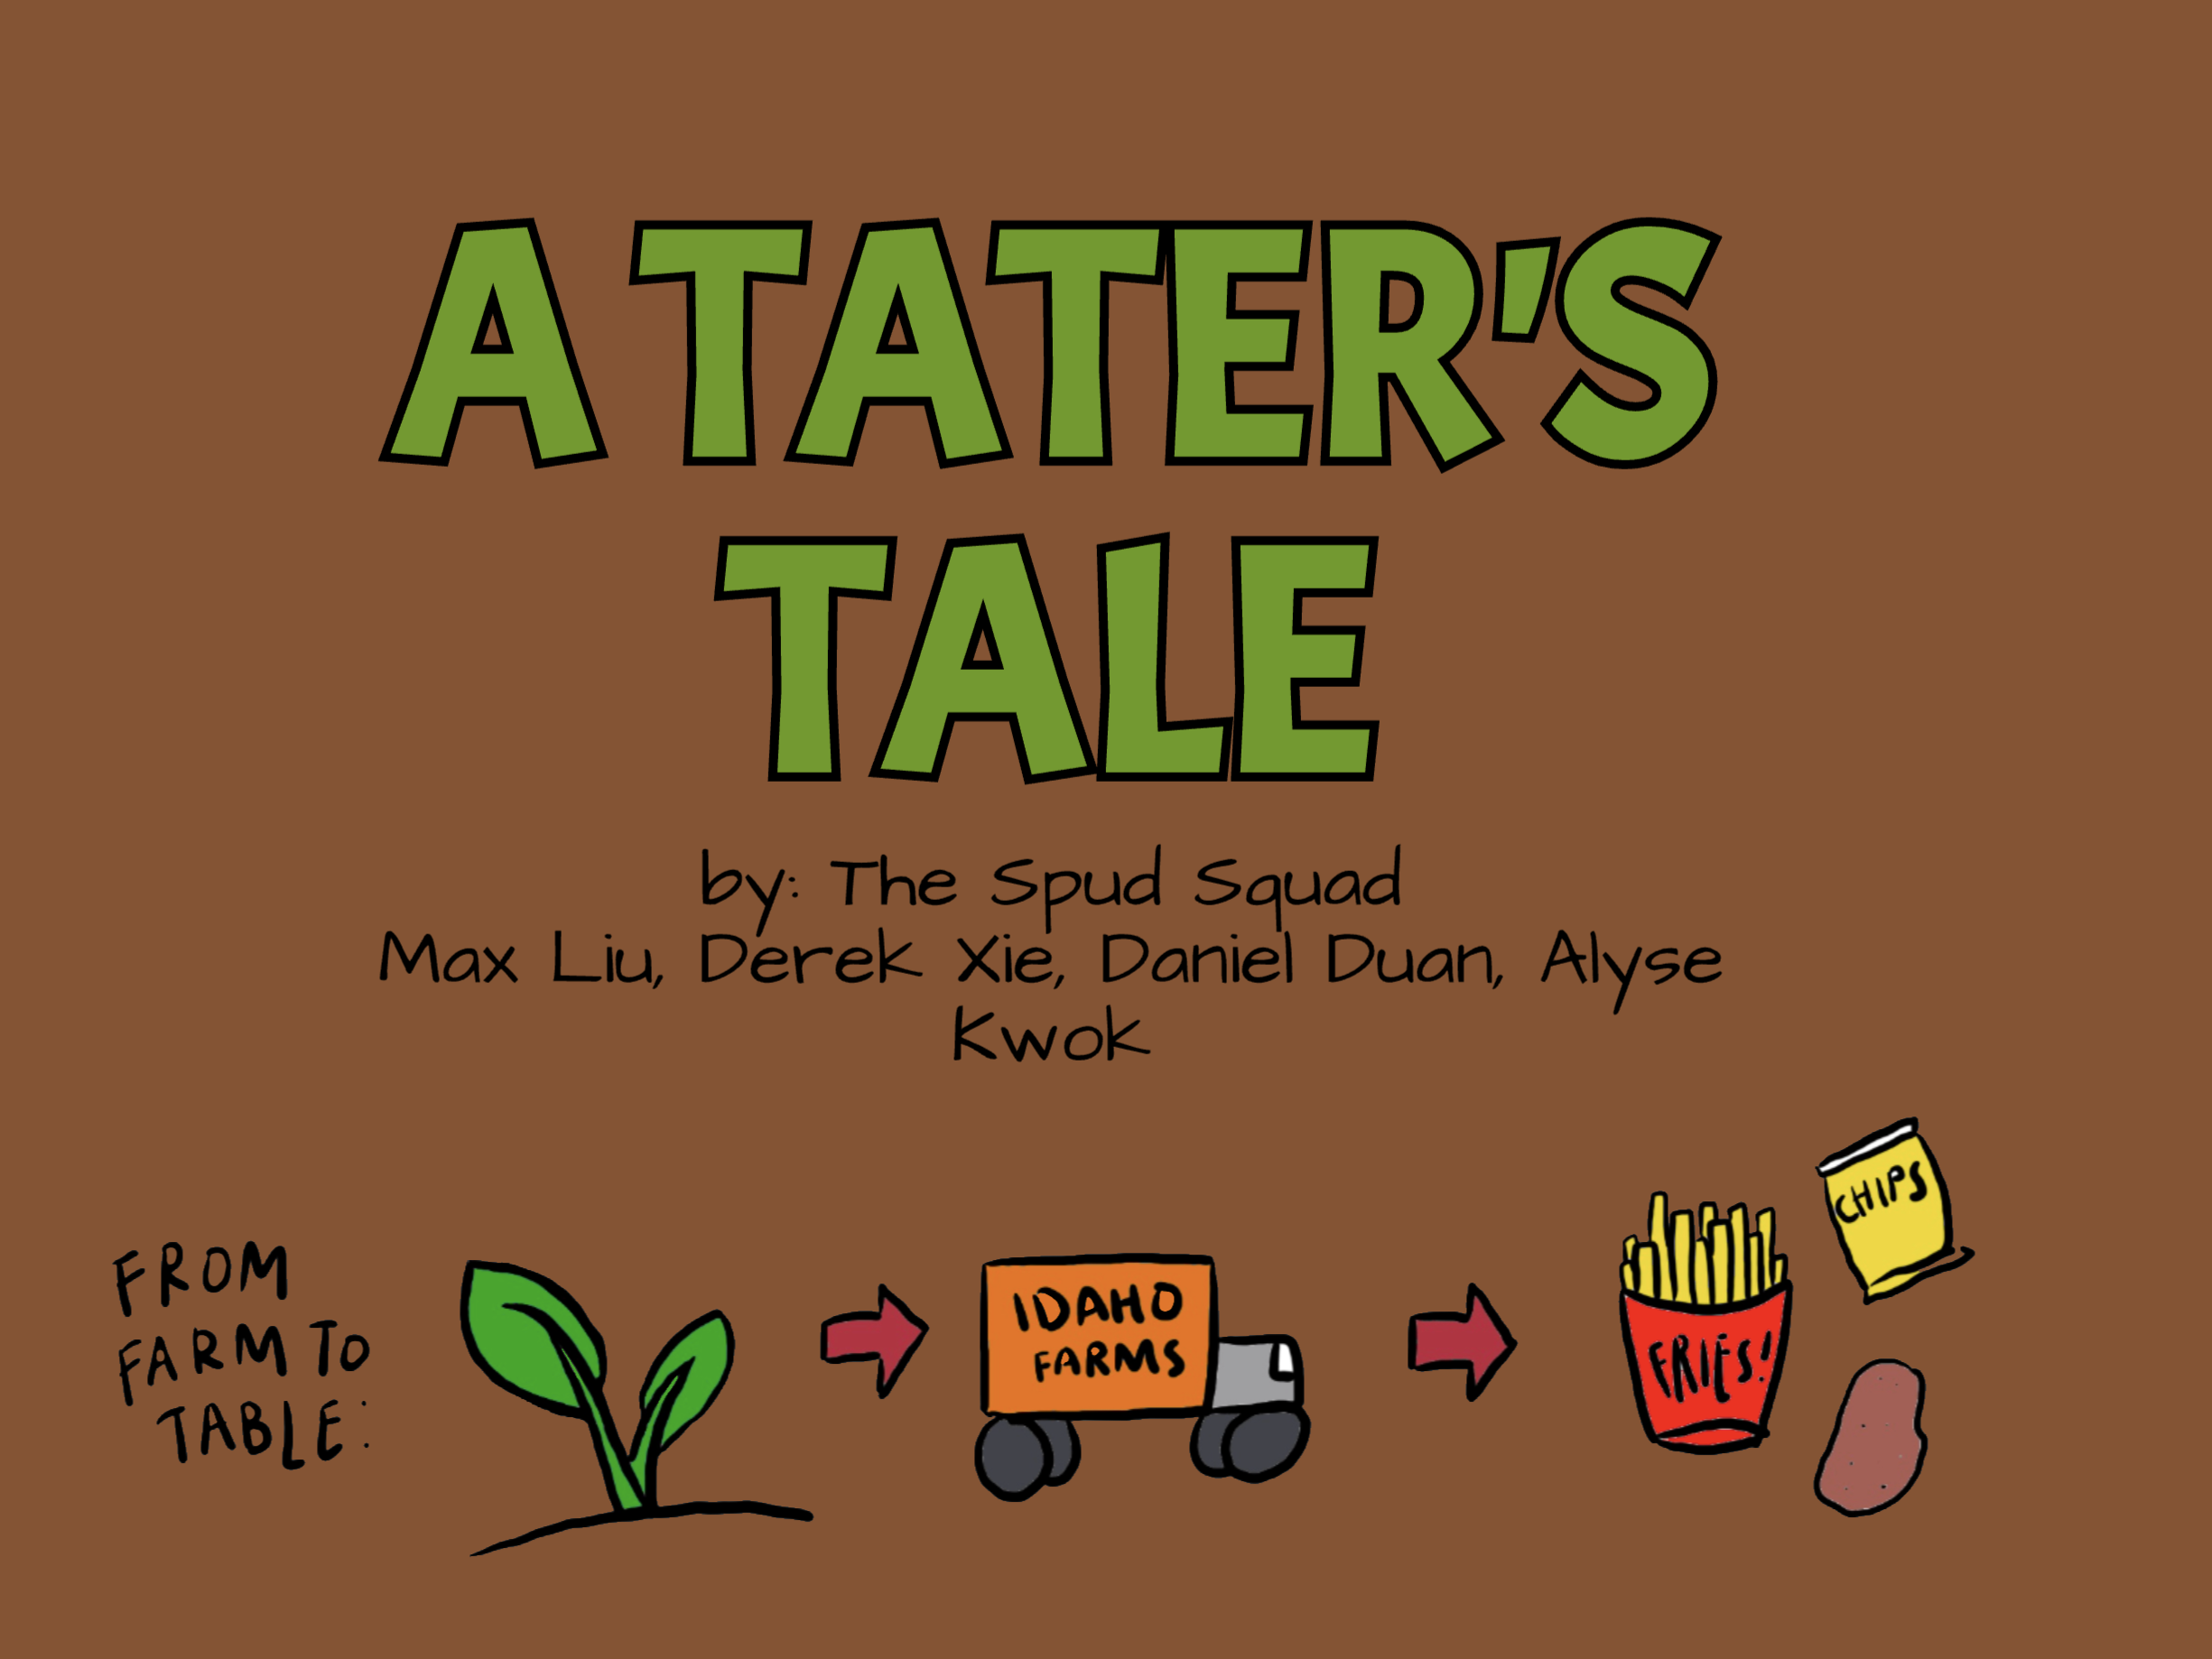 A TATER'S
TALE
by: The Spud Squad
Max Liu, Derek Xie, Daniel Duan, Alyse
Kwok
FROM
FARM TO
TABLE:
IDAHO
FARMS
FRIES!
CHIPS